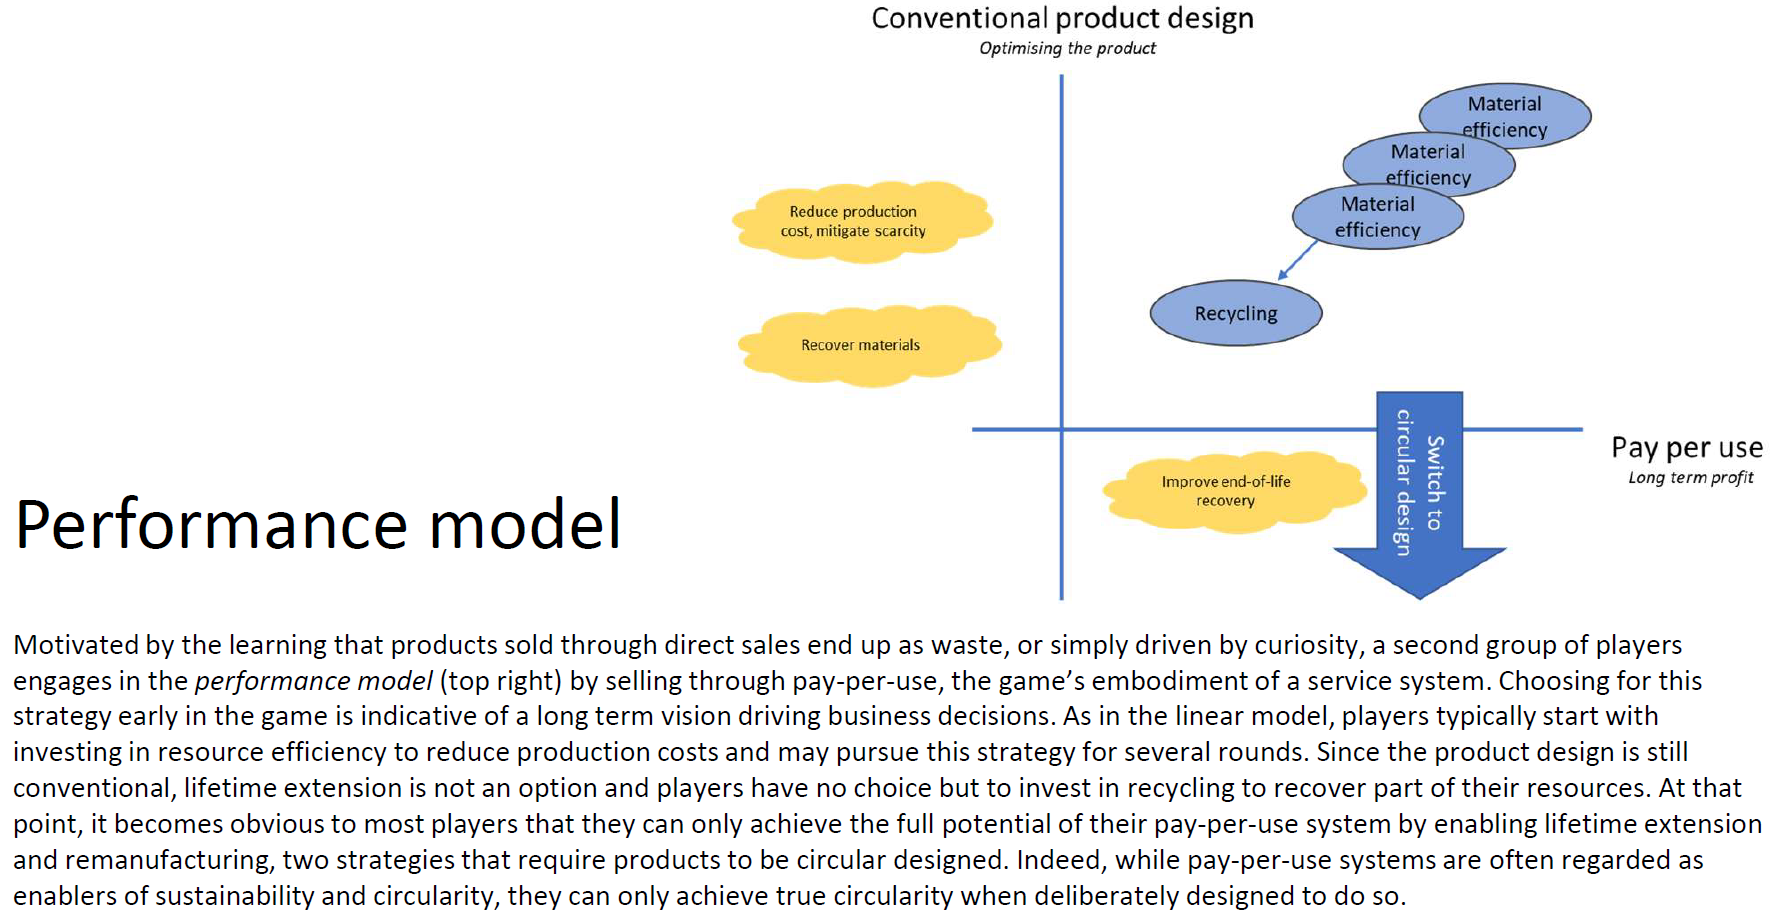 Conventional product design
Optimising the product
Material
efficiency
Material
efficiency
Material
efficiency
Reduce production
cost, mitigate scarcity
Recycling
Recover materials
Switch to
circular design
Pay per use
Long term profit
Improve end-of-life
recovery
Performance model
Motivated by the learning that products sold through direct sales end up as waste, or simply driven by curiosity, a second group of players
engages in the performance model (top right) by selling through pay-per-use, the game’s embodiment of a service system. Choosing for this
strategy early in the game is indicative of a long term vision driving business decisions. As in the linear model, players typically start with
investing in resource efficiency to reduce production costs and may pursue this strategy for several rounds. Since the product design is still
conventional, lifetime extension is not an option and players have no choice but to invest in recycling to recover part of their resources. At that
point, it becomes obvious to most players that they can only achieve the full potential of their pay-per-use system by enabling lifetime extension
and remanufacturing, two strategies that require products to be circular designed. Indeed, while pay-per-use systems are often regarded as
enablers of sustainability and circularity, they can only achieve true circularity when deliberately designed to do so.